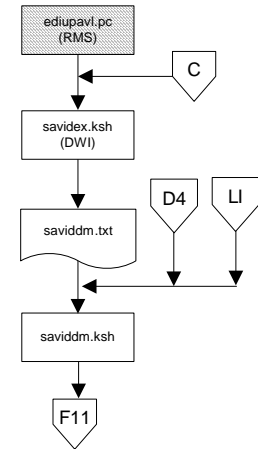 ediupavl.pc
(RMS)
C
savidex.ksh
(DWI)
D4
LI
saviddm.txt
saviddm.ksh
F11